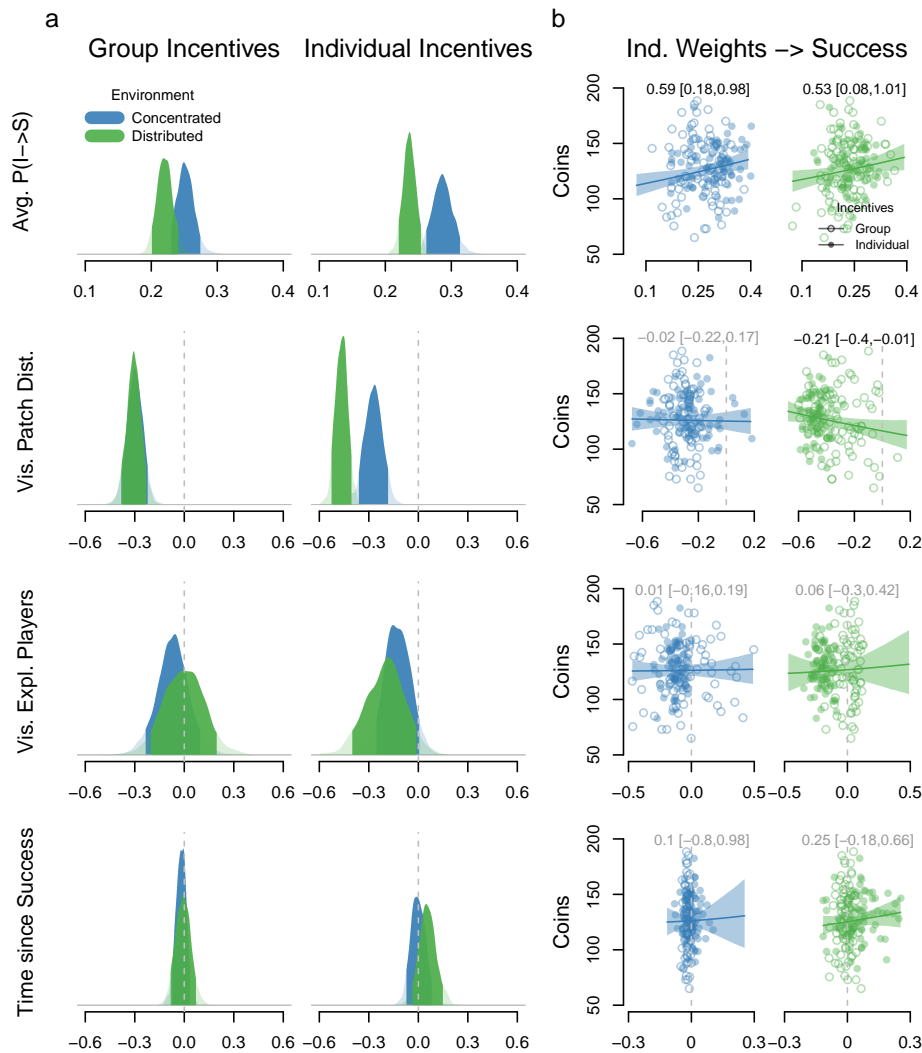 a
b
Group Incentives
Individual Incentives
Ind. Weights −> Success
Environment
Concentrated
Distributed
Avg. P(I−>S)
0.1 0.2 0.3 0.4
0.1 0.2 0.3 0.4
Coins
200
150
100
50
0.59 [0.18,0.98]
0.53 [0.08,1.01]
Incentives
Group
Individual
0.1 0.25 0.4
0.1 0.25 0.4
Vis. Patch Dist.
−0.6 −0.3 0.0 0.3 0.6
−0.6 −0.3 0.0 0.3 0.6
Coins
200
150
100
50
−0.02 [−0.22,0.17]
−0.21 [−0.4,−0.01]
−0.6 −0.2 0.2
−0.6 −0.2 0.2
Vis. Expl. Players
−0.6 −0.3 0.0 0.3 0.6
−0.6 −0.3 0.0 0.3 0.6
Coins
200
150
100
50
0.01 [−0.16,0.19]
0.06 [−0.3,0.42]
−0.5 0.0 0.5
−0.5 0.0 0.5
Time since Success
−0.6 −0.3 0.0 0.3 0.6
−0.6 −0.3 0.0 0.3 0.6
Coins
200
150
100
50
0.1 [−0.8,0.98]
0.25 [−0.18,0.66]
−0.3 0 0.3
−0.3 0 0.3